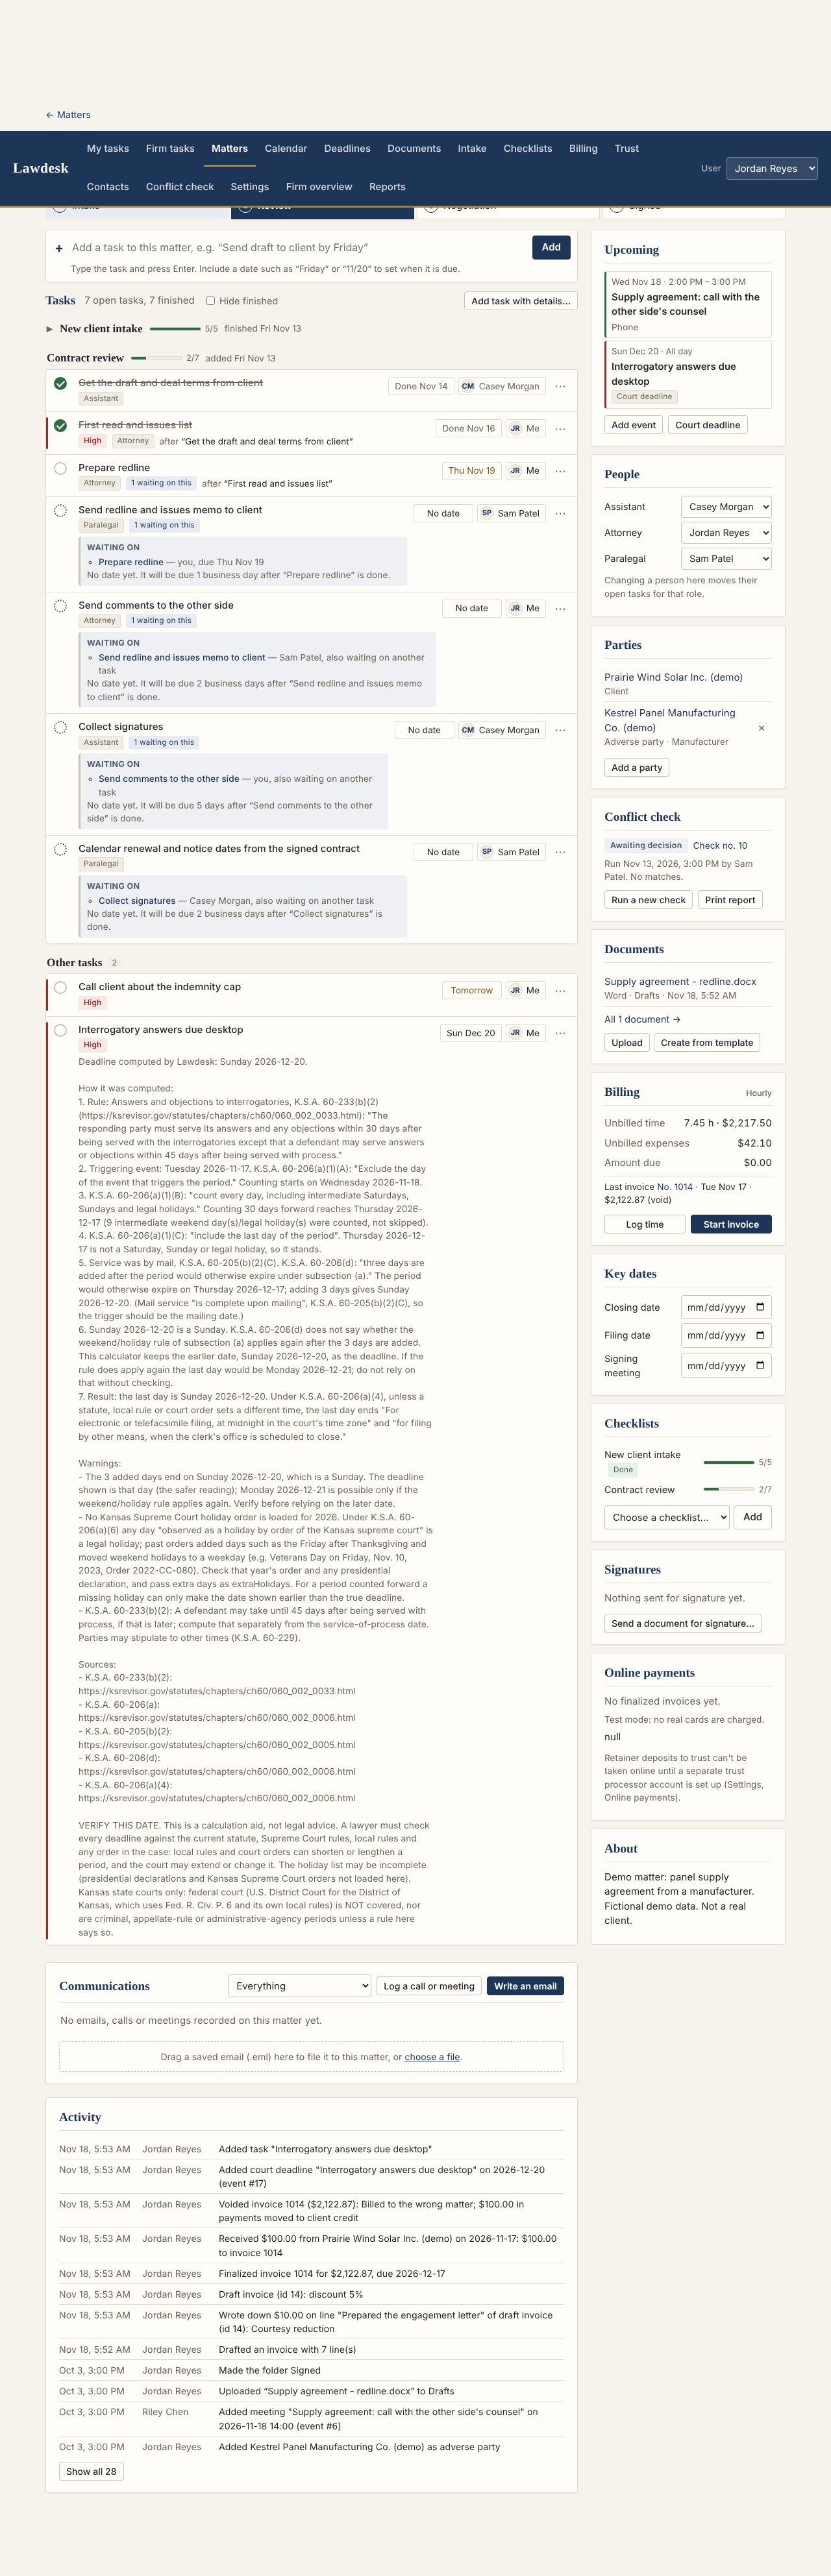 ← Matters
Lawdesk
My tasks Firm tasks Matters Calendar Deadlines Documents Intake Checklists Billing Trust
Contacts Conflict check Settings Firm overview Reports
User Jordan Reyes
+ Add a task to this matter, e.g. “Send draft to client by Friday” Add
Type the task and press Enter. Include a date such as “Friday” or “11/20” to set when it is due.
Tasks 7 open tasks, 7 finished Hide finished Add task with details…
New client intake 5/5 finished Fri Nov 13
Contract review 2/7 added Fri Nov 13
Get the draft and deal terms from client Done Nov 14 CM Casey Morgan ⋯
Assistant
First read and issues list Done Nov 16 JR Me ⋯
High Attorney after “Get the draft and deal terms from client”
Prepare redline Thu Nov 19 JR Me ⋯
Attorney 1 waiting on this after “First read and issues list”
Send redline and issues memo to client No date SP Sam Patel ⋯
Paralegal 1 waiting on this
WAITING ON
Prepare redline — you, due Thu Nov 19
No date yet. It will be due 1 business day after “Prepare redline” is done.
Send comments to the other side No date JR Me ⋯
Attorney 1 waiting on this
WAITING ON
Send redline and issues memo to client — Sam Patel, also waiting on another
task
No date yet. It will be due 2 business days after “Send redline and issues memo
to client” is done.
Collect signatures No date CM Casey Morgan ⋯
Assistant 1 waiting on this
WAITING ON
Send comments to the other side — you, also waiting on another
task
No date yet. It will be due 5 days after “Send comments to the other
side” is done.
Calendar renewal and notice dates from the signed contract No date SP Sam Patel ⋯
Paralegal
WAITING ON
Collect signatures — Casey Morgan, also waiting on another task
No date yet. It will be due 2 business days after “Collect signatures” is
done.
Other tasks 2
Call client about the indemnity cap Tomorrow JR Me ⋯
High
Interrogatory answers due desktop Sun Dec 20 JR Me ⋯
High
Deadline computed by Lawdesk: Sunday 2026-12-20.
How it was computed:
1. Rule: Answers and objections to interrogatories, K.S.A. 60-233(b)(2)
(https://ksrevisor.gov/statutes/chapters/ch60/060_002_0033.html): "The
responding party must serve its answers and any objections within 30 days after
being served with the interrogatories except that a defendant may serve answers
or objections within 45 days after being served with process."
2. Triggering event: Tuesday 2026-11-17. K.S.A. 60-206(a)(1)(A): "Exclude the day
of the event that triggers the period." Counting starts on Wednesday 2026-11-18.
3. K.S.A. 60-206(a)(1)(B): "count every day, including intermediate Saturdays,
Sundays and legal holidays." Counting 30 days forward reaches Thursday 2026-
12-17 (9 intermediate weekend day(s)/legal holiday(s) were counted, not skipped).
4. K.S.A. 60-206(a)(1)(C): "include the last day of the period". Thursday 2026-12-
17 is not a Saturday, Sunday or legal holiday, so it stands.
5. Service was by mail, K.S.A. 60-205(b)(2)(C). K.S.A. 60-206(d): "three days are
added after the period would otherwise expire under subsection (a)." The period
would otherwise expire on Thursday 2026-12-17; adding 3 days gives Sunday
2026-12-20. (Mail service "is complete upon mailing", K.S.A. 60-205(b)(2)(C), so
the trigger should be the mailing date.)
6. Sunday 2026-12-20 is a Sunday. K.S.A. 60-206(d) does not say whether the
weekend/holiday rule of subsection (a) applies again after the 3 days are added.
This calculator keeps the earlier date, Sunday 2026-12-20, as the deadline. If the
rule does apply again the last day would be Monday 2026-12-21; do not rely on
that without checking.
7. Result: the last day is Sunday 2026-12-20. Under K.S.A. 60-206(a)(4), unless a
statute, local rule or court order sets a different time, the last day ends "For
electronic or telefacsimile filing, at midnight in the court's time zone" and "for filing
by other means, when the clerk's office is scheduled to close."
Warnings:
- The 3 added days end on Sunday 2026-12-20, which is a Sunday. The deadline
shown is that day (the safer reading); Monday 2026-12-21 is possible only if the
weekend/holiday rule applies again. Verify before relying on the later date.
- No Kansas Supreme Court holiday order is loaded for 2026. Under K.S.A. 60-
206(a)(6) any day "observed as a holiday by order of the Kansas supreme court" is
a legal holiday; past orders added days such as the Friday after Thanksgiving and
moved weekend holidays to a weekday (e.g. Veterans Day on Friday, Nov. 10,
2023, Order 2022-CC-080). Check that year's order and any presidential
declaration, and pass extra days as extraHolidays. For a period counted forward a
missing holiday can only make the date shown earlier than the true deadline.
- K.S.A. 60-233(b)(2): A defendant may take until 45 days after being served with
process, if that is later; compute that separately from the service-of-process date.
Parties may stipulate to other times (K.S.A. 60-229).
Sources:
- K.S.A. 60-233(b)(2):
https://ksrevisor.gov/statutes/chapters/ch60/060_002_0033.html
- K.S.A. 60-206(a):
https://ksrevisor.gov/statutes/chapters/ch60/060_002_0006.html
- K.S.A. 60-205(b)(2):
https://ksrevisor.gov/statutes/chapters/ch60/060_002_0005.html
- K.S.A. 60-206(d):
https://ksrevisor.gov/statutes/chapters/ch60/060_002_0006.html
- K.S.A. 60-206(a)(4):
https://ksrevisor.gov/statutes/chapters/ch60/060_002_0006.html
VERIFY THIS DATE. This is a calculation aid, not legal advice. A lawyer must check
every deadline against the current statute, Supreme Court rules, local rules and
any order in the case: local rules and court orders can shorten or lengthen a
period, and the court may extend or change it. The holiday list may be incomplete
(presidential declarations and Kansas Supreme Court orders not loaded here).
Kansas state courts only: federal court (U.S. District Court for the District of
Kansas, which uses Fed. R. Civ. P. 6 and its own local rules) is NOT covered, nor
are criminal, appellate-rule or administrative-agency periods unless a rule here
says so.
Communications Everything Log a call or meeting Write an email
No emails, calls or meetings recorded on this matter yet.
Drag a saved email (.eml) here to file it to this matter, or choose a file.
Activity
Nov 18, 5:53 AM Jordan Reyes Added task "Interrogatory answers due desktop"
Nov 18, 5:53 AM Jordan Reyes Added court deadline "Interrogatory answers due desktop" on 2026-12-20
(event #17)
Nov 18, 5:53 AM Jordan Reyes Voided invoice 1014 ($2,122.87): Billed to the wrong matter; $100.00 in
payments moved to client credit
Nov 18, 5:53 AM Jordan Reyes Received $100.00 from Prairie Wind Solar Inc. (demo) on 2026-11-17: $100.00
to invoice 1014
Nov 18, 5:53 AM Jordan Reyes Finalized invoice 1014 for $2,122.87, due 2026-12-17
Nov 18, 5:53 AM Jordan Reyes Draft invoice (id 14): discount 5%
Nov 18, 5:53 AM Jordan Reyes Wrote down $10.00 on line "Prepared the engagement letter" of draft invoice
(id 14): Courtesy reduction
Nov 18, 5:52 AM Jordan Reyes Drafted an invoice with 7 line(s)
Oct 3, 3:00 PM Jordan Reyes Made the folder Signed
Oct 3, 3:00 PM Jordan Reyes Uploaded “Supply agreement - redline.docx” to Drafts
Oct 3, 3:00 PM Riley Chen Added meeting "Supply agreement: call with the other side's counsel" on
2026-11-18 14:00 (event #6)
Oct 3, 3:00 PM Jordan Reyes Added Kestrel Panel Manufacturing Co. (demo) as adverse party
Show all 28
Upcoming
Wed Nov 18 · 2:00 PM – 3:00 PM
Supply agreement: call with the
other side's counsel
Phone
Sun Dec 20 · All day
Interrogatory answers due
desktop
Court deadline
Add event Court deadline
People
Assistant Casey Morgan
Attorney Jordan Reyes
Paralegal Sam Patel
Changing a person here moves their
open tasks for that role.
Parties
Prairie Wind Solar Inc. (demo)
Client
Kestrel Panel Manufacturing
Co. (demo) ×
Adverse party · Manufacturer
Add a party
Conflict check
Awaiting decision Check no. 10
Run Nov 13, 2026, 3:00 PM by Sam
Patel. No matches.
Run a new check Print report
Documents
Supply agreement - redline.docx
Word · Drafts · Nov 18, 5:52 AM
All 1 document →
Upload Create from template
Billing Hourly
Unbilled time 7.45 h · $2,217.50
Unbilled expenses $42.10
Amount due $0.00
Last invoice No. 1014 · Tue Nov 17 ·
$2,122.87 (void)
Log time Start invoice
Key dates
Closing date mm/dd/yyyy
Filing date mm/dd/yyyy
Signing
meeting mm/dd/yyyy
Checklists
New client intake 5/5
Done
Contract review 2/7
Choose a checklist… Add
Signatures
Nothing sent for signature yet.
Send a document for signature…
Online payments
No finalized invoices yet.
Test mode: no real cards are charged.
null
Retainer deposits to trust can't be
taken online until a separate trust
processor account is set up (Settings,
Online payments).
About
Demo matter: panel supply
agreement from a manufacturer.
Fictional demo data. Not a real
client.